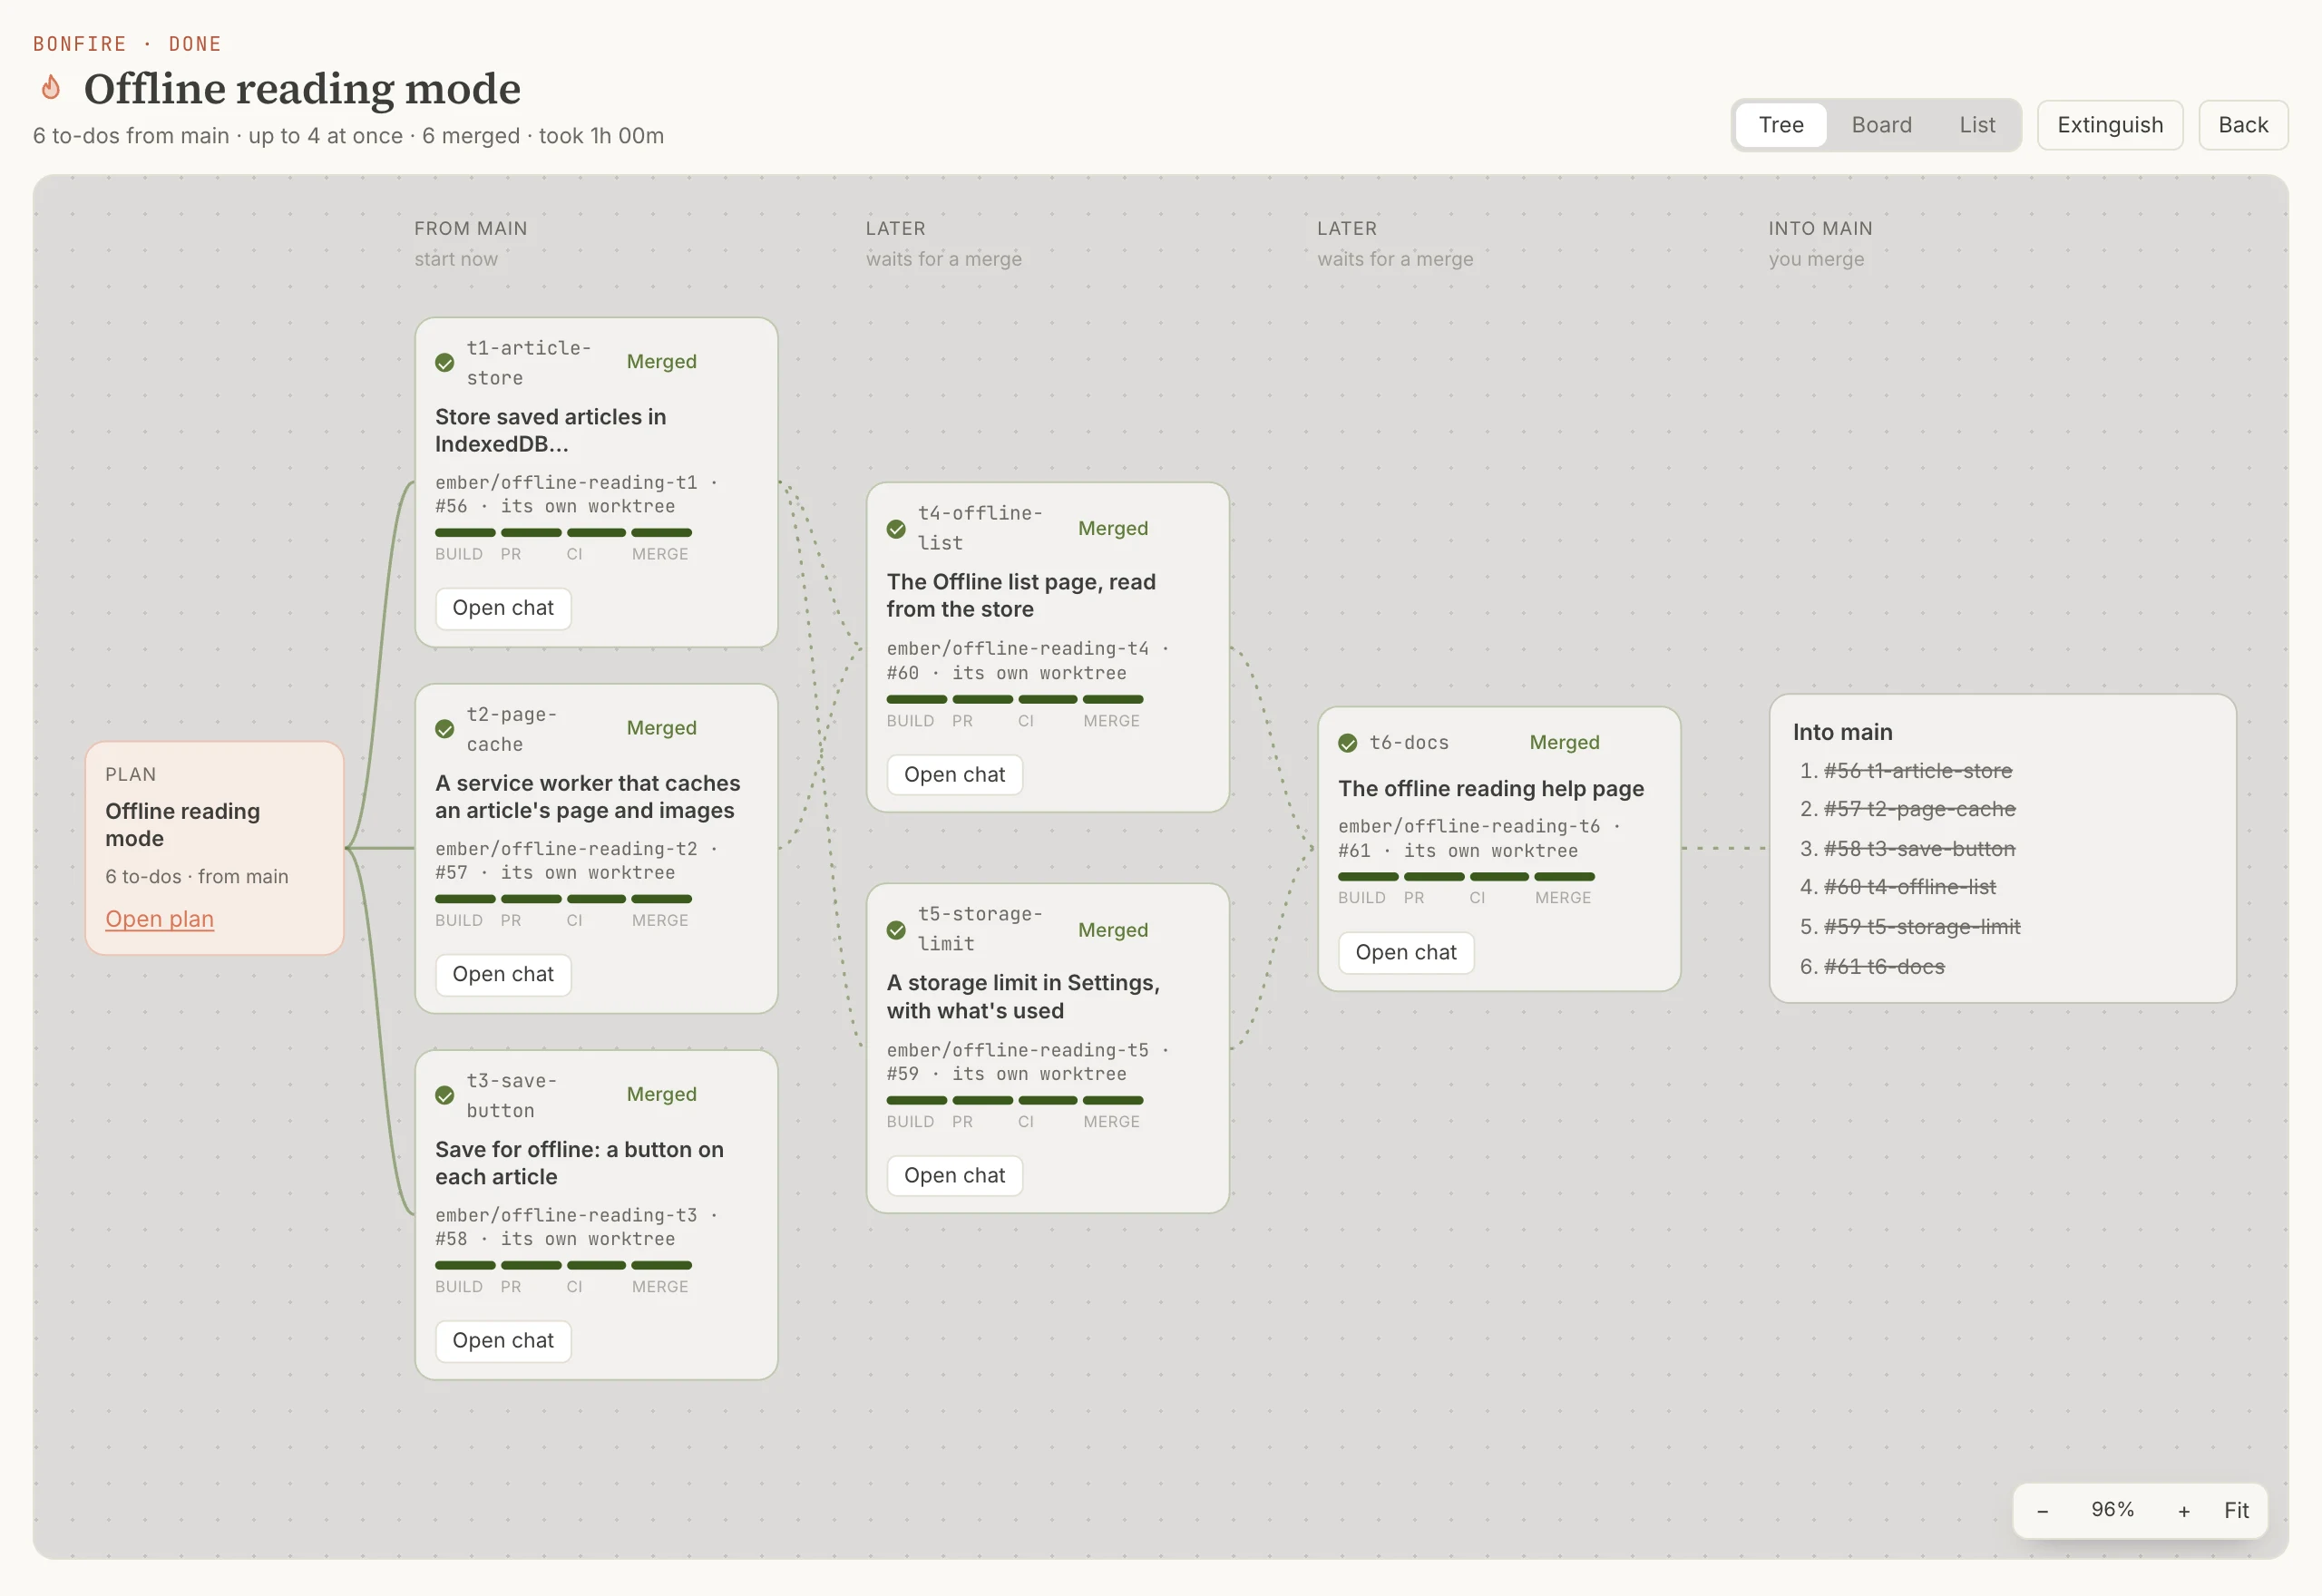 BONFIRE · DONE
Offline reading mode
6 to-dos from main · up to 4 at once · 6 merged · took 1h 00m
Tree
Board
List
Extinguish
Back
FROM MAIN
start now
LATER
waits for a merge
LATER
waits for a merge
INTO MAIN
you merge
PLAN
Offline reading
mode
6 to-dos · from main
Open plan
t1-article-
store
Merged
Store saved articles in
IndexedDB...
ember/offline-reading-t1 ·
#56 · its own worktree
BUILD PR CI MERGE
Open chat
t2-page-
cache
Merged
A service worker that caches
an article's page and images
ember/offline-reading-t2 ·
#57 · its own worktree
BUILD PR CI MERGE
Open chat
t3-save-
button
Merged
Save for offline: a button on
each article
ember/offline-reading-t3 ·
#58 · its own worktree
BUILD PR CI MERGE
Open chat
t4-offline-
list
Merged
The Offline list page, read
from the store
ember/offline-reading-t4 ·
#60 · its own worktree
BUILD PR CI MERGE
Open chat
t5-storage-
limit
Merged
A storage limit in Settings,
with what's used
ember/offline-reading-t5 ·
#59 · its own worktree
BUILD PR CI MERGE
Open chat
t6-docs
Merged
The offline reading help page
ember/offline-reading-t6 ·
#61 · its own worktree
BUILD PR CI MERGE
Open chat
Into main
1. #56 t1-article-store
2. #57 t2-page-cache
3. #58 t3-save-button
4. #60 t4-offline-list
5. #59 t5-storage-limit
6. #61 t6-docs
− 96% + Fit